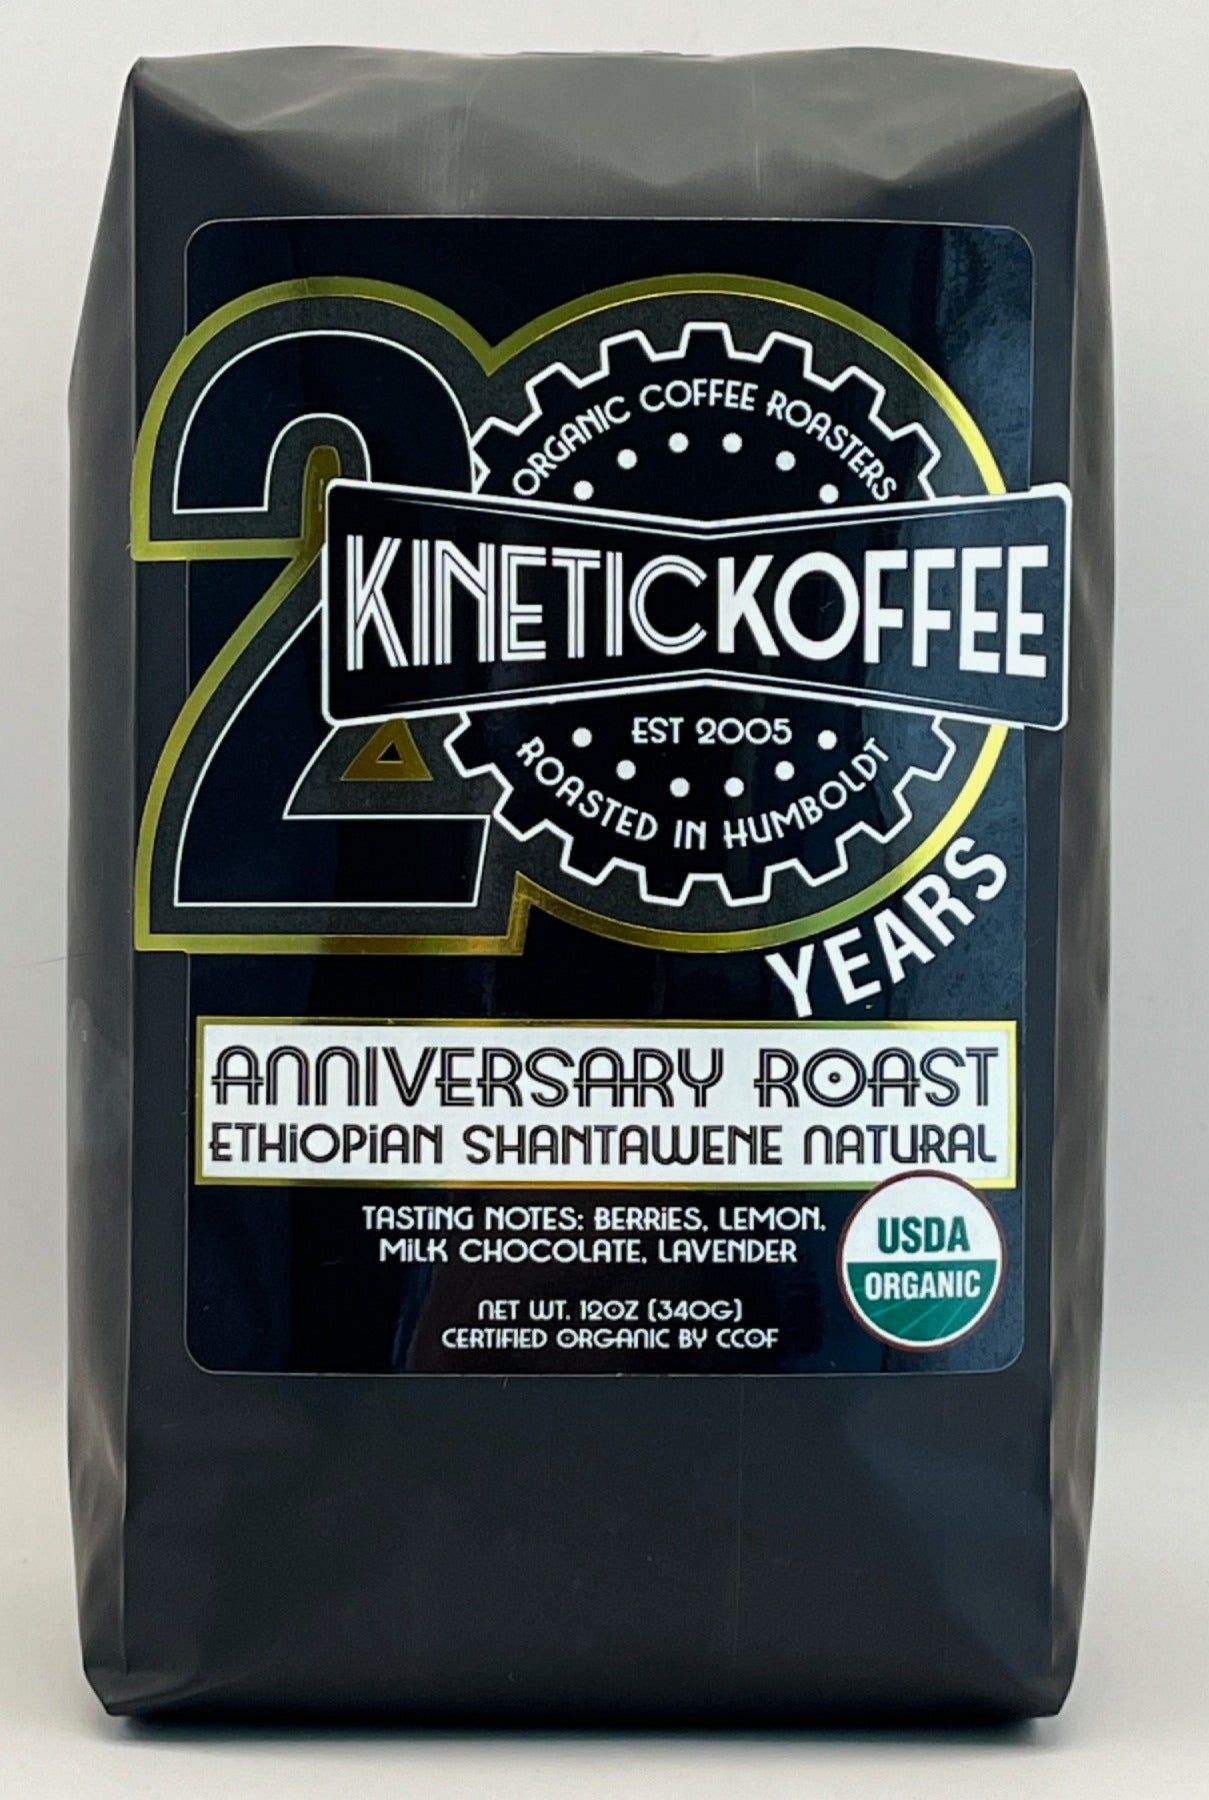 20
ORGANIC COFFEE ROASTERS
KINETICKOFFEE
EST 2005
ROASTED IN HUMBOLDT
YEARS
ANNIVERSARY ROAST
ETHiOPiAN SHANTAWENE NATURAL
TASTiNG NOTES: BERRiES, LEMON,
MiLK CHOCOLATE, LAVENDER
USDA
ORGANIC
NET WT. 12OZ (340G)
CERTIFIED ORGANIC BY CCOF